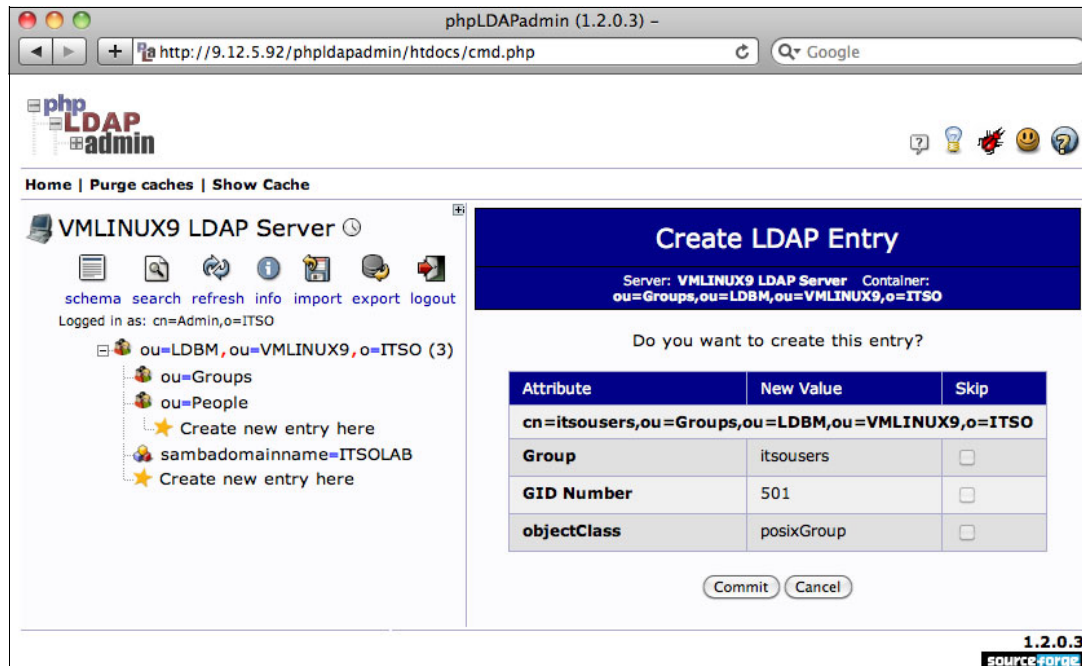 phpLDAPadmin (1.2.0.3) –
http://9.12.5.92/phpldapadmin/htdocs/cmd.php
Google
php
LDAP
admin
Home | Purge caches | Show Cache
VMLINUX9 LDAP Server
schema search refresh info import export logout
Logged in as: cn=Admin,o=ITSO
ou=LDBM,ou=VMLINUX9,o=ITSO (3)
ou=Groups
ou=People
Create new entry here
sambadomainname=ITSOLAB
Create new entry here
Create LDAP Entry
Server: VMLINUX9 LDAP Server Container:
ou=Groups,ou=LDBM,ou=VMLINUX9,o=ITSO
Do you want to create this entry?
Attribute New Value Skip
cn=itsousers,ou=Groups,ou=LDBM,ou=VMLINUX9,o=ITSO
Group itsousers
GID Number 501
objectClass posixGroup
Commit Cancel
1.2.0.3
sourceforge